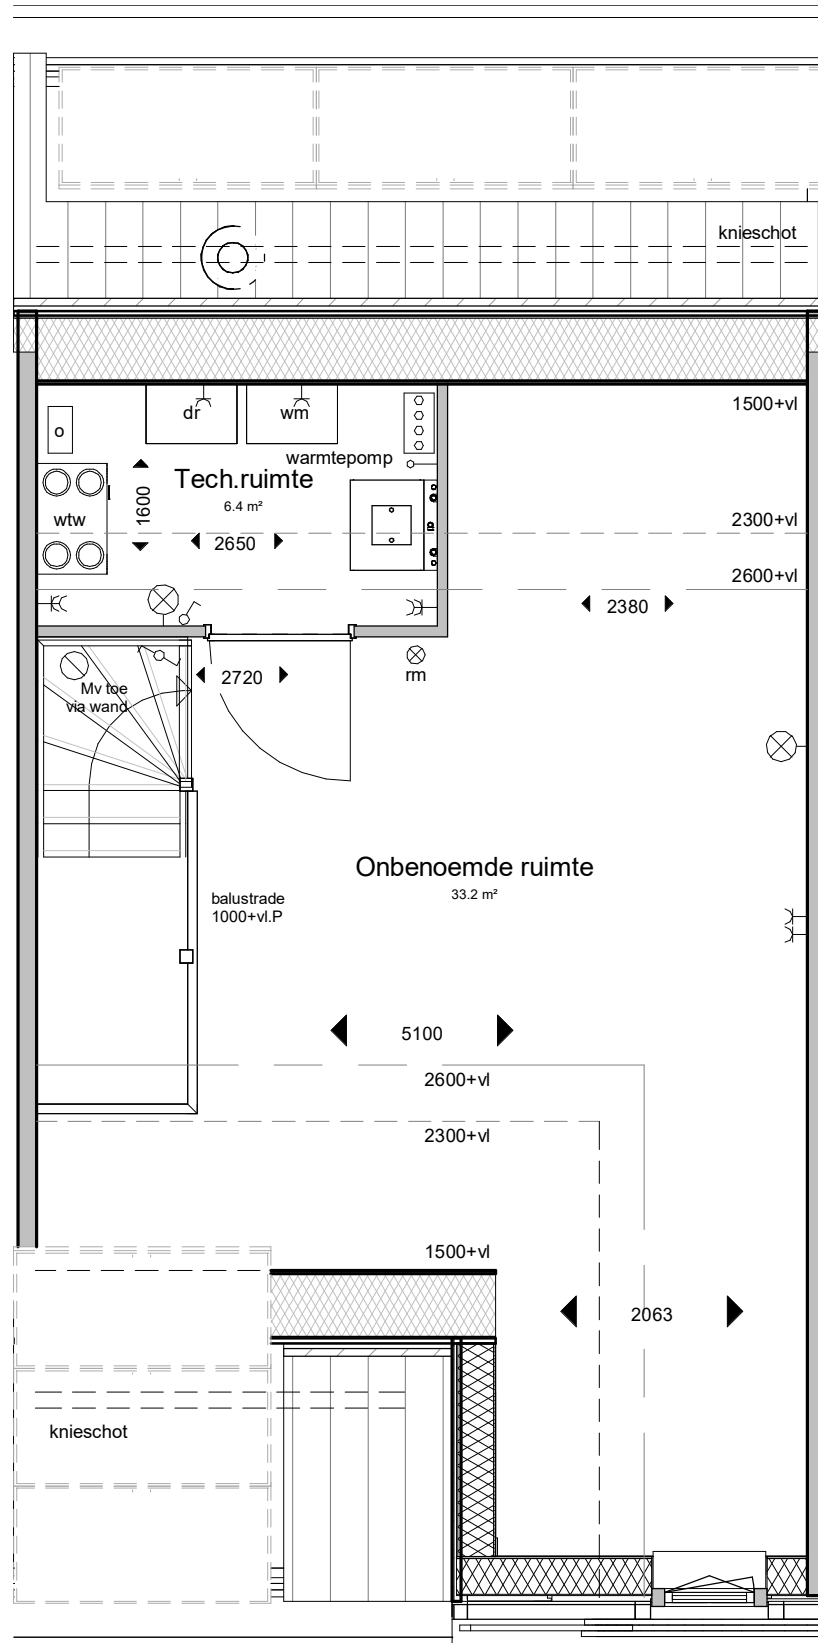 knieschot
1500+vl
dr
wm
o
warmtepomp
Tech.ruimte
6.4 m²
1600
wtw
2650
2300+vl
2600+vl
2380
2720
rm
Mv toe
via wand
Onbenoemde ruimte
33.2 m²
balustrade
1000+vl.P
5100
2600+vl
2300+vl
1500+vl
2063
knieschot